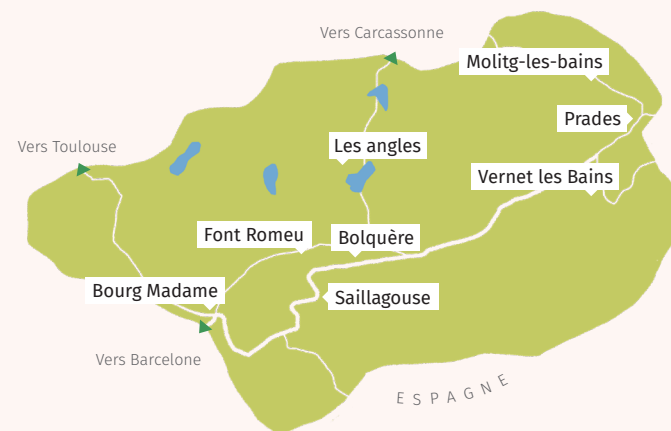 Vers Carcassonne
Molitg-les-bains
Prades
Vers Toulouse
Les angles
Vernet les Bains
Font Romeu
Bolquère
Bourg Madame
Saillagouse
Vers Barcelone
ESPAGNE